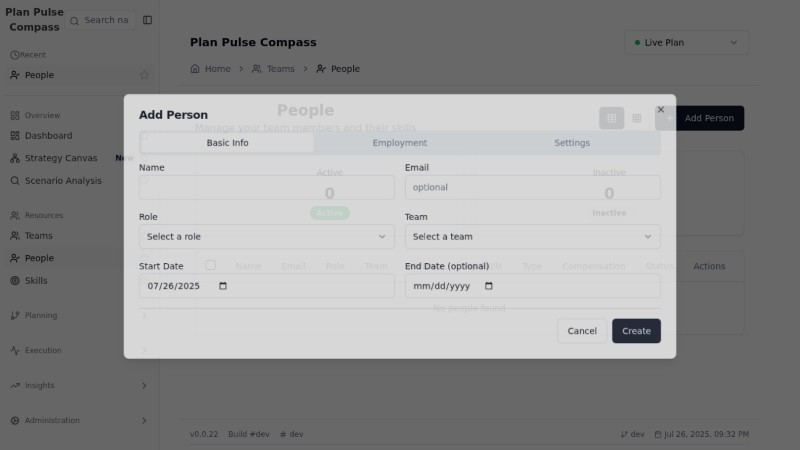 Plan Pulse
Compass
Search na
Recent
People
Overview
Dashboard
Strategy Canvas New
Scenario Analysis
Resources
Teams
People
Skills
Planning
Execution
Insights
Administration
Plan Pulse Compass
Live Plan
Home > Teams > People
People
Manage your team members and their skills
Add Person
Active
0
Active
Inactive
0
Inactive
Name Email Role Team Type Compensation Status Actions
No people found
Add Person
Basic Info Employment Settings
Name Email
optional
Role Team
Select a role Select a team
Start Date End Date (optional)
07/26/2025 mm/dd/yyyy
Cancel Create
v0.0.22 Build #dev # dev dev Jul 26, 2025, 09:32 PM